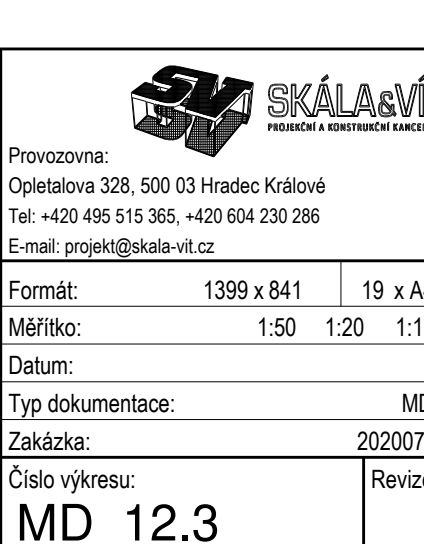 SV
SKÁLA&VÍ
PROJEKČNÍ A KONSTRUKČNÍ KANCE
Provozovna:
Opletalova 328, 500 03 Hradec Králové
Tel: +420 495 515 365, +420 604 230 286
E-mail: projekt@skala-vit.cz
Formát: 1399 x 841 19 x A
Měřítko: 1:50 1:20 1:1
Datum:
Typ dokumentace: MD
Zakázka: 202007
Číslo výkresu: Revize
MD 12.3